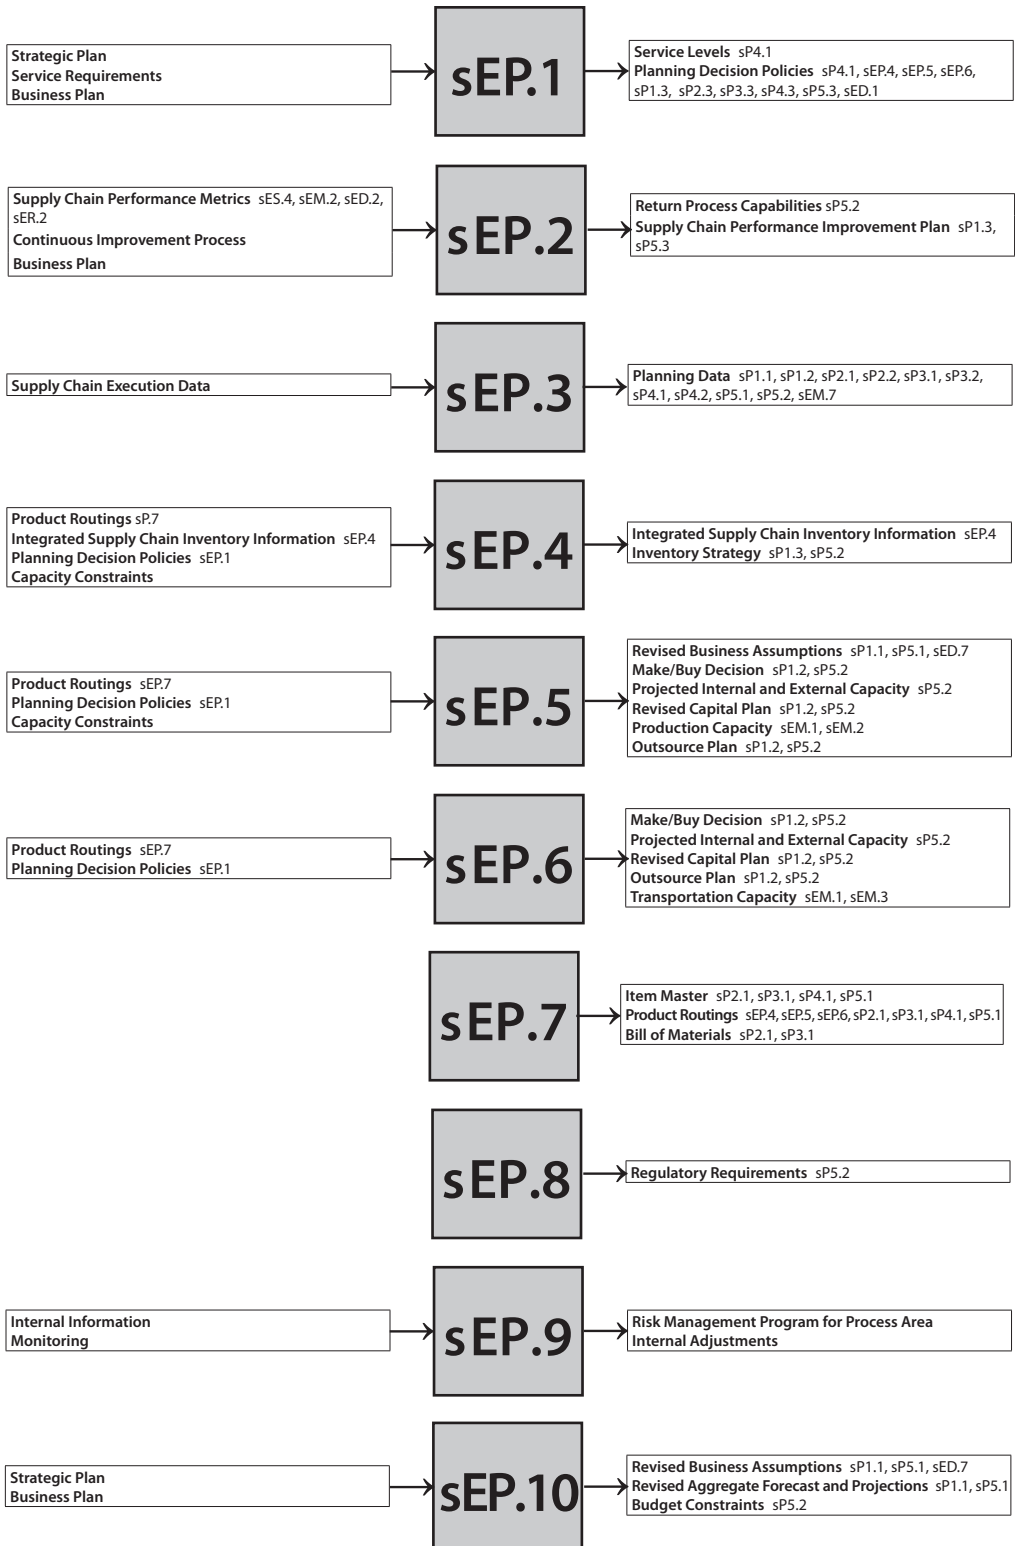 Strategic Plan
Service Requirements
Business Plan
sEP.1
Service Levels sP4.1
Planning Decision Policies sP4.1, sEP.4, sEP.5, sEP.6,
sP1.3, sP2.3, sP3.3, sP4.3, sP5.3, sED.1
Supply Chain Performance Metrics sES.4, sEM.2, sED.2,
sER.2
Continuous Improvement Process
Business Plan
sEP.2
Return Process Capabilities sP5.2
Supply Chain Performance Improvement Plan sP1.3,
sP5.3
Supply Chain Execution Data
sEP.3
Planning Data sP1.1, sP1.2, sP2.1, sP2.2, sP3.1, sP3.2,
sP4.1, sP4.2, sP5.1, sP5.2, sEM.7
Product Routings sP.7
Integrated Supply Chain Inventory Information sEP.4
Planning Decision Policies sEP.1
Capacity Constraints
sEP.4
Integrated Supply Chain Inventory Information sEP.4
Inventory Strategy sP1.3, sP5.2
Product Routings sEP.7
Planning Decision Policies sEP.1
Capacity Constraints
sEP.5
Revised Business Assumptions sP1.1, sP5.1, sED.7
Make/Buy Decision sP1.2, sP5.2
Projected Internal and External Capacity sP5.2
Revised Capital Plan sP1.2, sP5.2
Production Capacity sEM.1, sEM.2
Outsource Plan sP1.2, sP5.2
Product Routings sEP.7
Planning Decision Policies sEP.1
sEP.6
Make/Buy Decision sP1.2, sP5.2
Projected Internal and External Capacity sP5.2
Revised Capital Plan sP1.2, sP5.2
Outsource Plan sP1.2, sP5.2
Transportation Capacity sEM.1, sEM.3
sEP.7
Item Master sP2.1, sP3.1, sP4.1, sP5.1
Product Routings sEP.4, sEP.5, sEP.6, sP2.1, sP3.1, sP4.1, sP5.1
Bill of Materials sP2.1, sP3.1
sEP.8
Regulatory Requirements sP5.2
Internal Information
Monitoring
sEP.9
Risk Management Program for Process Area
Internal Adjustments
Strategic Plan
Business Plan
sEP.10
Revised Business Assumptions sP1.1, sP5.1, sED.7
Revised Aggregate Forecast and Projections sP1.1, sP5.1
Budget Constraints sP5.2